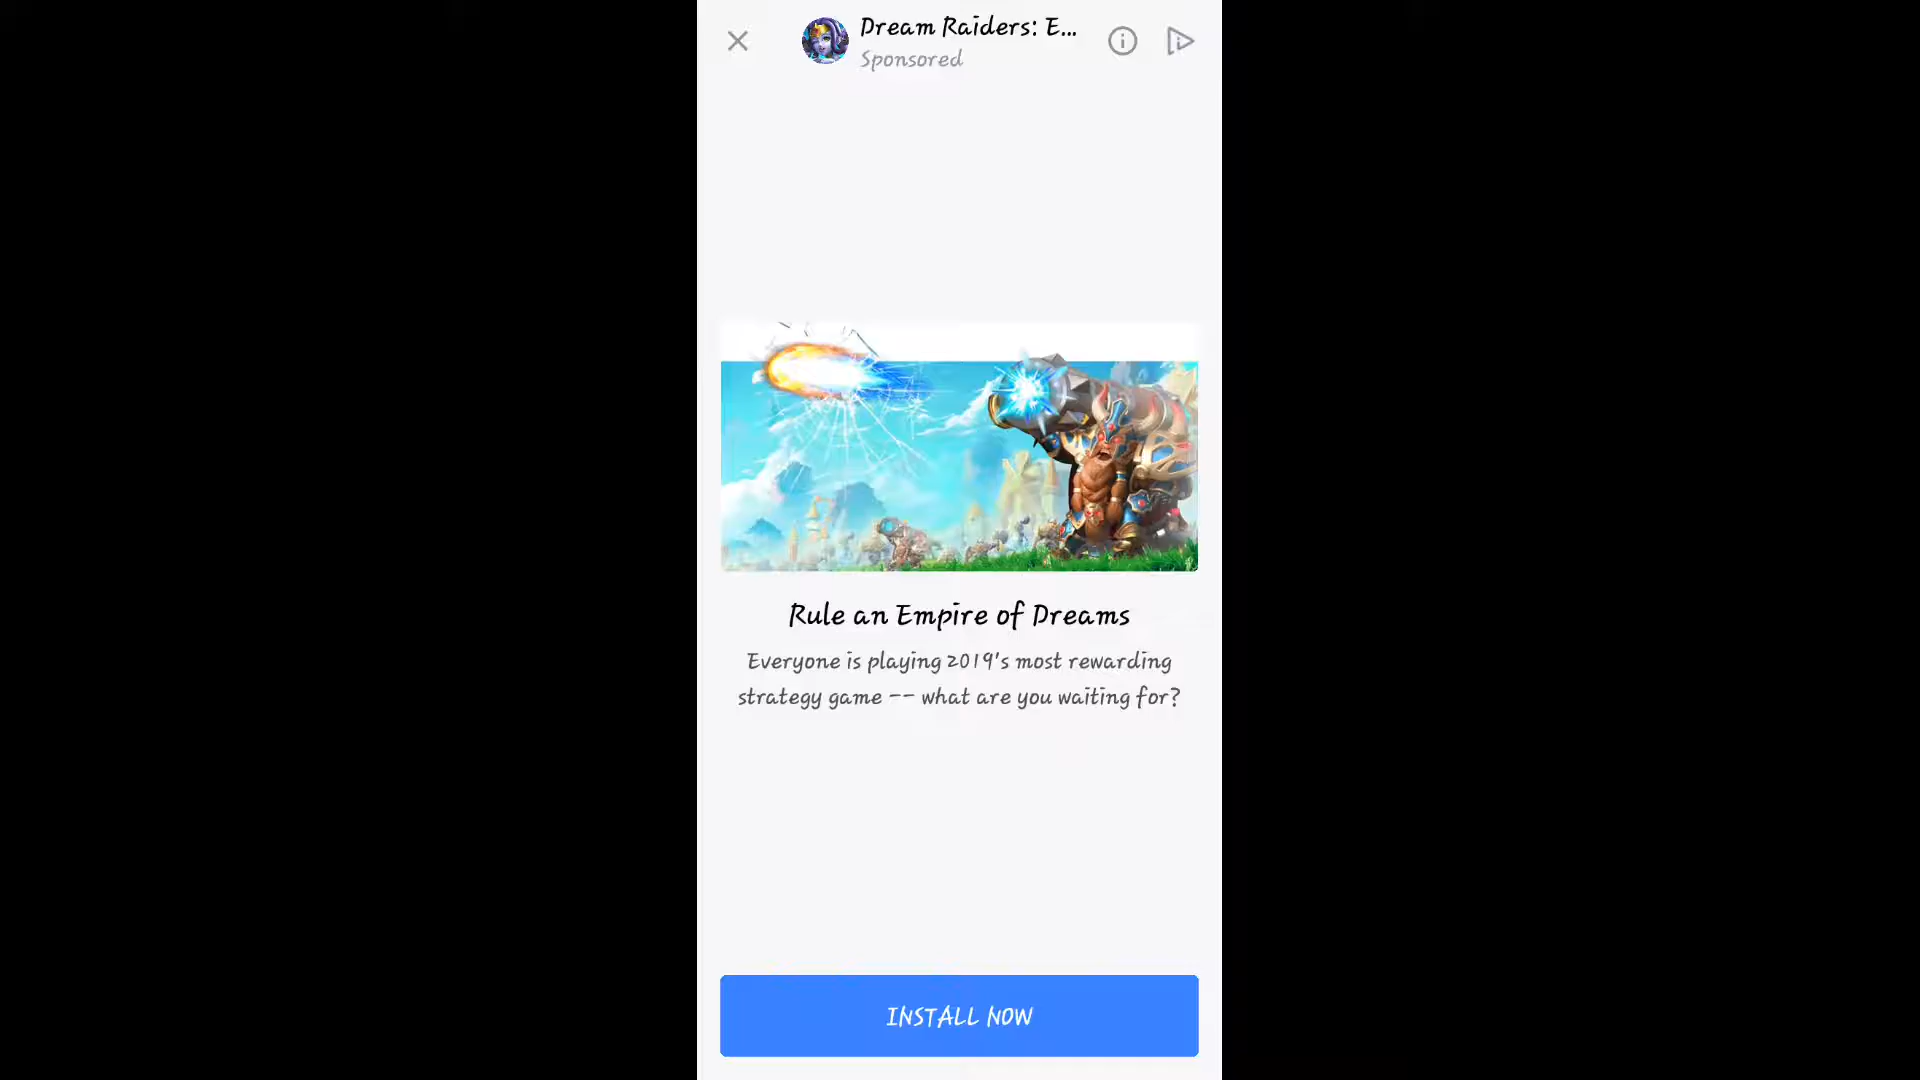 Dream Raiders: E...
Sponsored
Rule an Empire of Dreams
Everyone is playing 2019's most rewarding
strategy game -- what are you waiting for?
INSTALL NOW